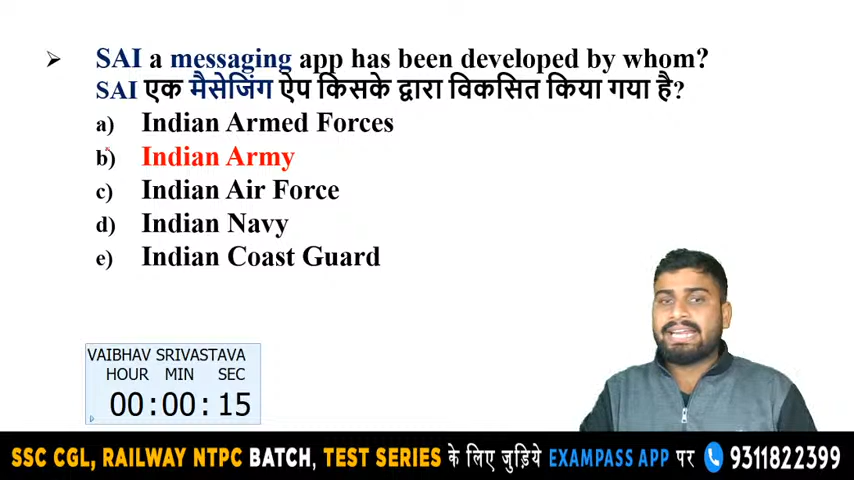 ➢ SAI a messaging app has been developed by whom?
SAI एक मैसेजिंग ऐप किसके द्वारा विकसित किया गया है?
a) Indian Armed Forces
b) Indian Army
c) Indian Air Force
d) Indian Navy
e) Indian Coast Guard
VAIBHAV SRIVASTAVA
HOUR MIN SEC
00:00:15
SSC CGL, RAILWAY NTPC BATCH, TEST SERIES के लिए जुड़िये EXAMPASS APP पर 9311822399